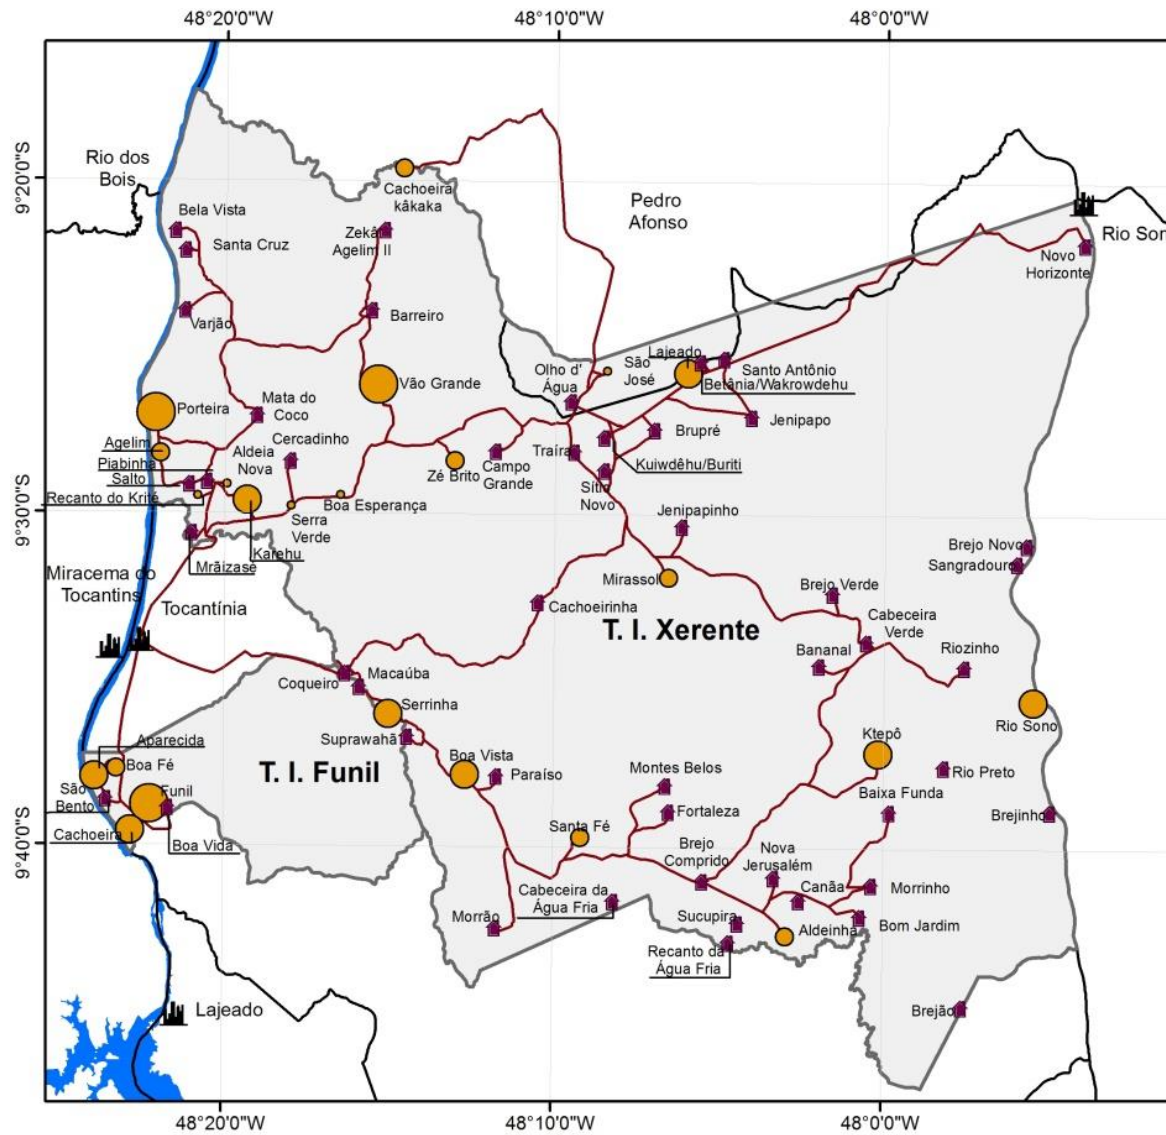 48°20'0"W
48°10'0"W
48°0'0"W
9°20'0"S
9°30'0"S
9°40'0"S
Rio dos
Bois
Bela Vista
Santa Cruz
Varjão
Zekâ
Agelim II
Cachoeira
kâkaka
Pedro
Afonso
Rio Son
Novo
Horizonte
Barreiro
Vão Grande
Porteira
Mata do
Coco
Cercadinho
Agelim
Piabinha
Salto
Recanto do Krité
Aldeia
Nova
Boa Esperança
Serra
Verde
Karehu
Mrãizase
Zé Brito
Campo
Grande
Olho d'
Água
São
José
Lajeado
Betânia/Wakrowdehu
Santo Antônio
Jenipapo
Brupré
Traíra
Kuiwdêhu/Buriti
Sítio
Novo
Jenipapinho
Mirassol
Miracema do
Tocantins
Tocantínia
Cachoeirinha
T. I. Xerente
Brejo Novo
Sangradouro
Brejo Verde
Cabeceira
Verde
Bananal
Riozinho
Coqueiro
Macaúba
Serrinha
Suprawahã
Rio Sono
Ktepô
Aparecida
Boa Fé
São
Bento
Funil
Cachoeira
Boa Vida
T. I. Funil
Boa Vista
Paraíso
Montes Belos
Fortaleza
Rio Preto
Baixa Funda
Brejinho
Santa Fé
Brejo
Comprido
Nova
Jerusalém
Canãa
Morrinho
Cabeceira da
Água Fria
Morrão
Sucupira
Aldeinha
Bom Jardim
Recanto da
Água Fria
Brejão
Lajeado
48°20'0"W
48°10'0"W
48°0'0"W